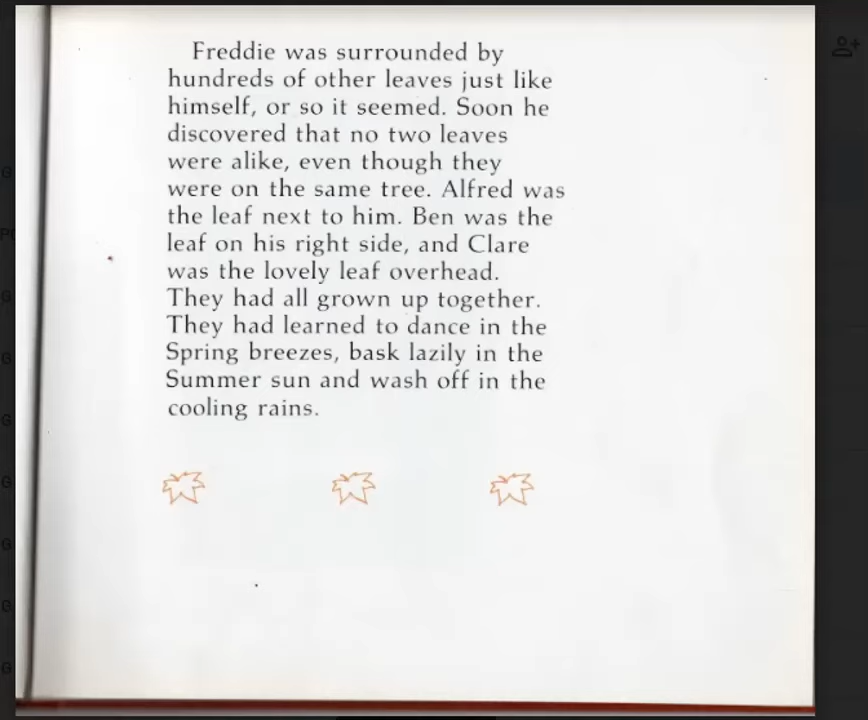 Freddie was surrounded by
hundreds of other leaves just like
himself, or so it seemed. Soon he
discovered that no two leaves
were alike, even though they
were on the same tree. Alfred was
the leaf next to him. Ben was the
leaf on his right side, and Clare
was the lovely leaf overhead.
They had all grown up together.
They had learned to dance in the
Spring breezes, bask lazily in the
Summer sun and wash off in the
cooling rains.